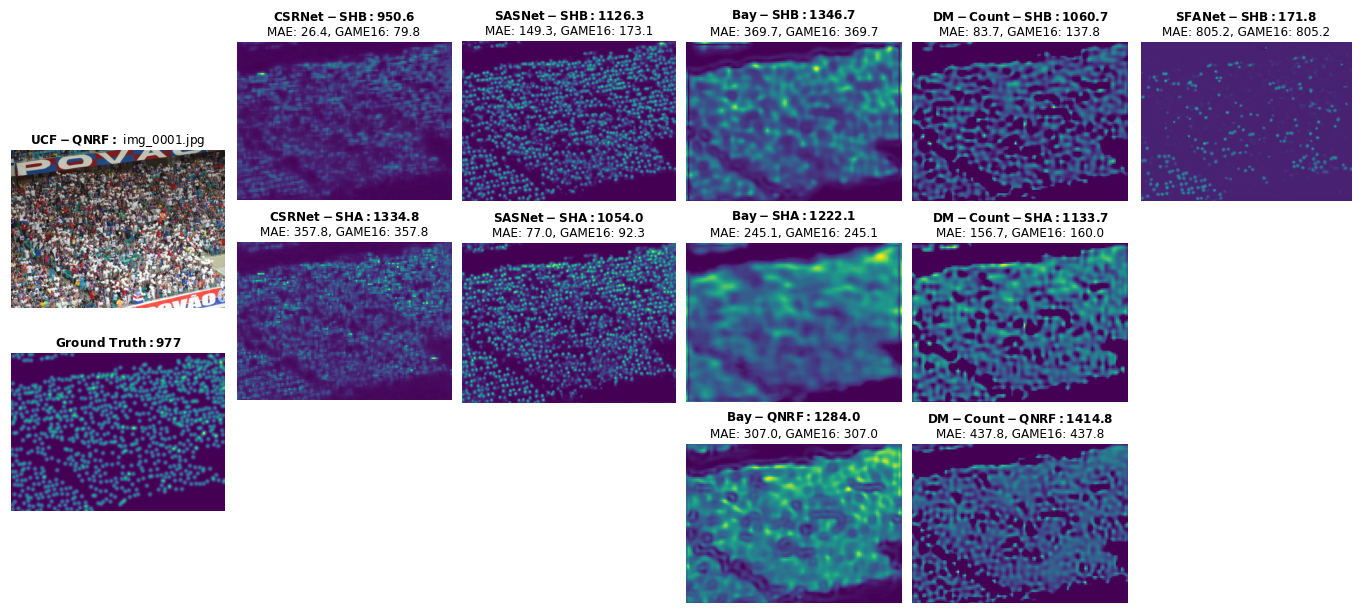 CSRNet − SHB : 950.6
MAE: 26.4, GAME16: 79.8
SASNet − SHB : 1126.3
MAE: 149.3, GAME16: 173.1
Bay − SHB : 1346.7
MAE: 369.7, GAME16: 369.7
DM − Count − SHB : 1060.7
MAE: 83.7, GAME16: 137.8
SFANet − SHB : 171.8
MAE: 805.2, GAME16: 805.2
UCF − QNRF : img_0001.jpg
POVAŽ
CSRNet − SHA : 1334.8
MAE: 357.8, GAME16: 357.8
SASNet − SHA : 1054.0
MAE: 77.0, GAME16: 92.3
Bay − SHA : 1222.1
MAE: 245.1, GAME16: 245.1
DM − Count − SHA : 1133.7
MAE: 156.7, GAME16: 160.0
Ground Truth : 977
Bay − QNRF : 1284.0
MAE: 307.0, GAME16: 307.0
DM − Count − QNRF : 1414.8
MAE: 437.8, GAME16: 437.8